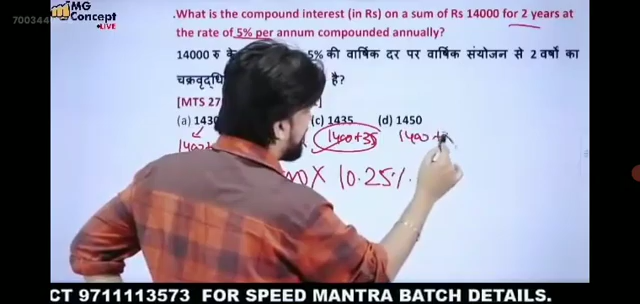 MG
Concept
LIVE
700344
.What is the compound interest (in Rs) on a sum of Rs 14000 for 2 years at
the rate of 5% per annum compounded annually?
14000 रु के 5% की वार्षिक दर पर वार्षिक संयोजन से 2 वर्षो का
चक्रवृद्धि है?
[MTS 27
(a) 1430 (c) 1435 (d) 1450
1400+35 1400+
X 10.25%
CT 9711113573 FOR SPEED MANTRA BATCH DETAILS.